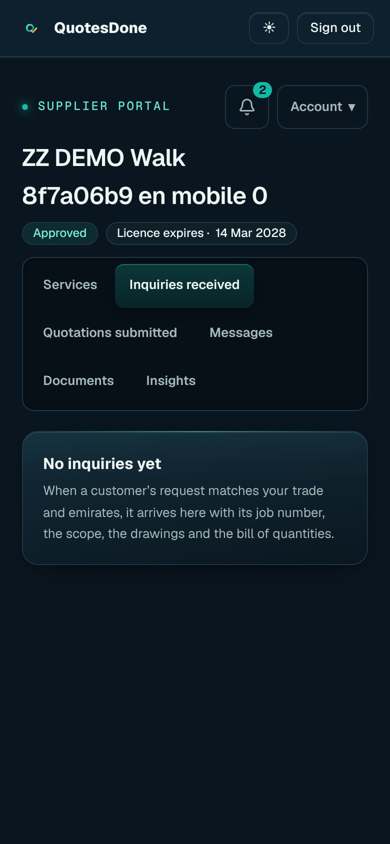 QuotesDone
Sign out
SUPPLIER PORTAL
2
Account ▾
ZZ DEMO Walk
8f7a06b9 en mobile 0
Approved
Licence expires · 14 Mar 2028
Services
Inquiries received
Quotations submitted
Messages
Documents
Insights
No inquiries yet
When a customer's request matches your trade
and emirates, it arrives here with its job number,
the scope, the drawings and the bill of quantities.